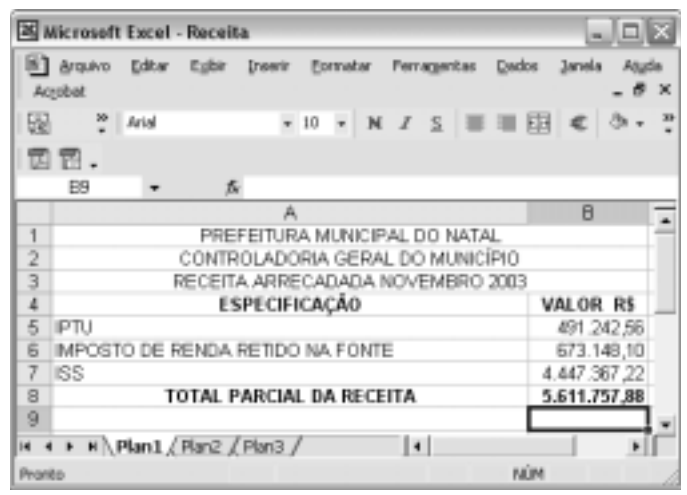 Microsoft Excel - Receita
Arquivo Editar Exibir Inserir Formatar Ferramentas Dados Janela Ajuda
Acrobat
Arial 10 N I S €
B9 fx
A B
1 PREFEITURA MUNICIPAL DO NATAL
2 CONTROLADORIA GERAL DO MUNICÍPIO
3 RECEITA ARRECADADA NOVEMBRO 2003
4 ESPECIFICAÇÃO VALOR R$
5 IPTU 491.242,56
6 IMPOSTO DE RENDA RETIDO NA FONTE 673.148,10
7 ISS 4.447.367,22
8 TOTAL PARCIAL DA RECEITA 5.611.757,88
9
Plan1 / Plan2 / Plan3 /
Pronto NÚM